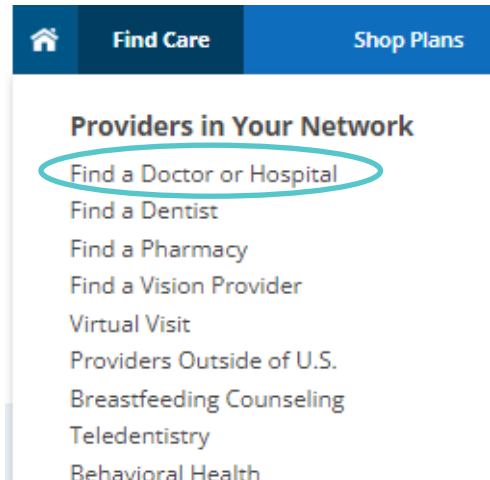 Find Care Shop Plans
Providers in Your Network
Find a Doctor or Hospital
Find a Dentist
Find a Pharmacy
Find a Vision Provider
Virtual Visit
Providers Outside of U.S.
Breastfeeding Counseling
Teledentistry
Behavioral Health